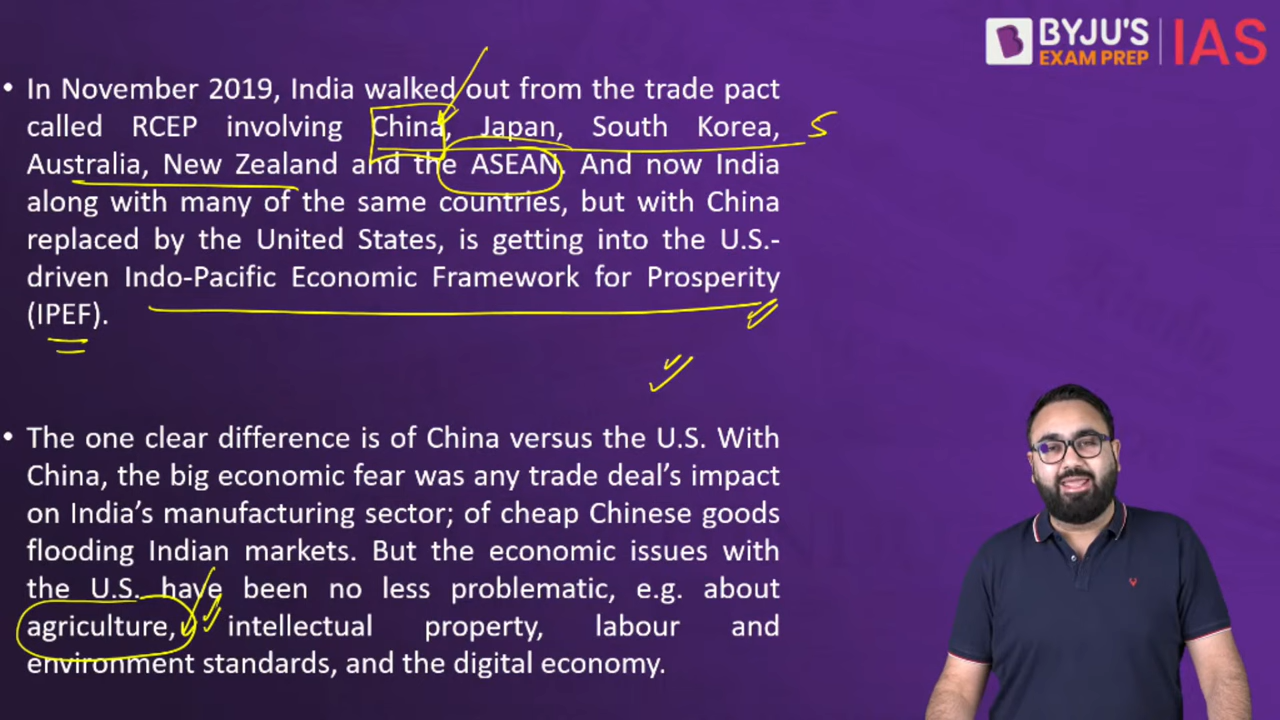 BYJU'S
EXAM PREP
IAS
• In November 2019, India walked out from the trade pact
called RCEP involving China, Japan, South Korea,
Australia, New Zealand and the ASEAN. And now India
along with many of the same countries, but with China
replaced by the United States, is getting into the U.S.-
driven Indo-Pacific Economic Framework for Prosperity
(IPEF).
• The one clear difference is of China versus the U.S. With
China, the big economic fear was any trade deal's impact
on India's manufacturing sector; of cheap Chinese goods
flooding Indian markets. But the economic issues with
the U.S. have been no less problematic, e.g. about
agriculture, intellectual property, labour and
environment standards, and the digital economy.